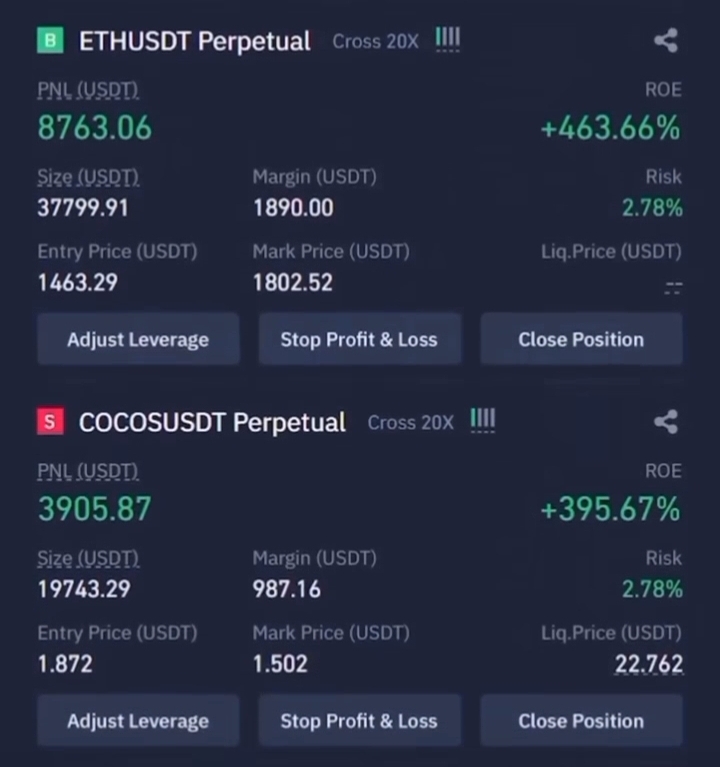 B ETHUSDT Perpetual Cross 20X
PNL (USDT) ROE
8763.06 +463.66%
Size (USDT) Margin (USDT) Risk
37799.91 1890.00 2.78%
Entry Price (USDT) Mark Price (USDT) Liq.Price (USDT)
1463.29 1802.52 --
Adjust Leverage Stop Profit & Loss Close Position
S COCOSUSDT Perpetual Cross 20X
PNL (USDT) ROE
3905.87 +395.67%
Size (USDT) Margin (USDT) Risk
19743.29 987.16 2.78%
Entry Price (USDT) Mark Price (USDT) Liq.Price (USDT)
1.872 1.502 22.762
Adjust Leverage Stop Profit & Loss Close Position